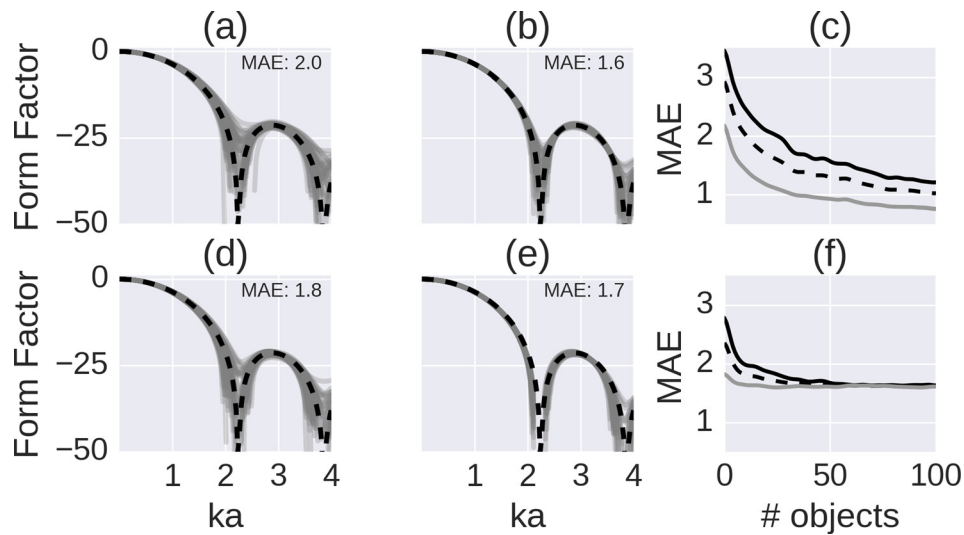 (a)
(b)
(c)
Form Factor
0
−25
−50
MAE: 2.0
MAE: 1.6
MAE
3
2
1
(d)
(e)
(f)
Form Factor
0
−25
−50
MAE: 1.8
MAE: 1.7
MAE
3
2
1
1 2 3 4
1 2 3 4
0 50 100
ka
ka
# objects